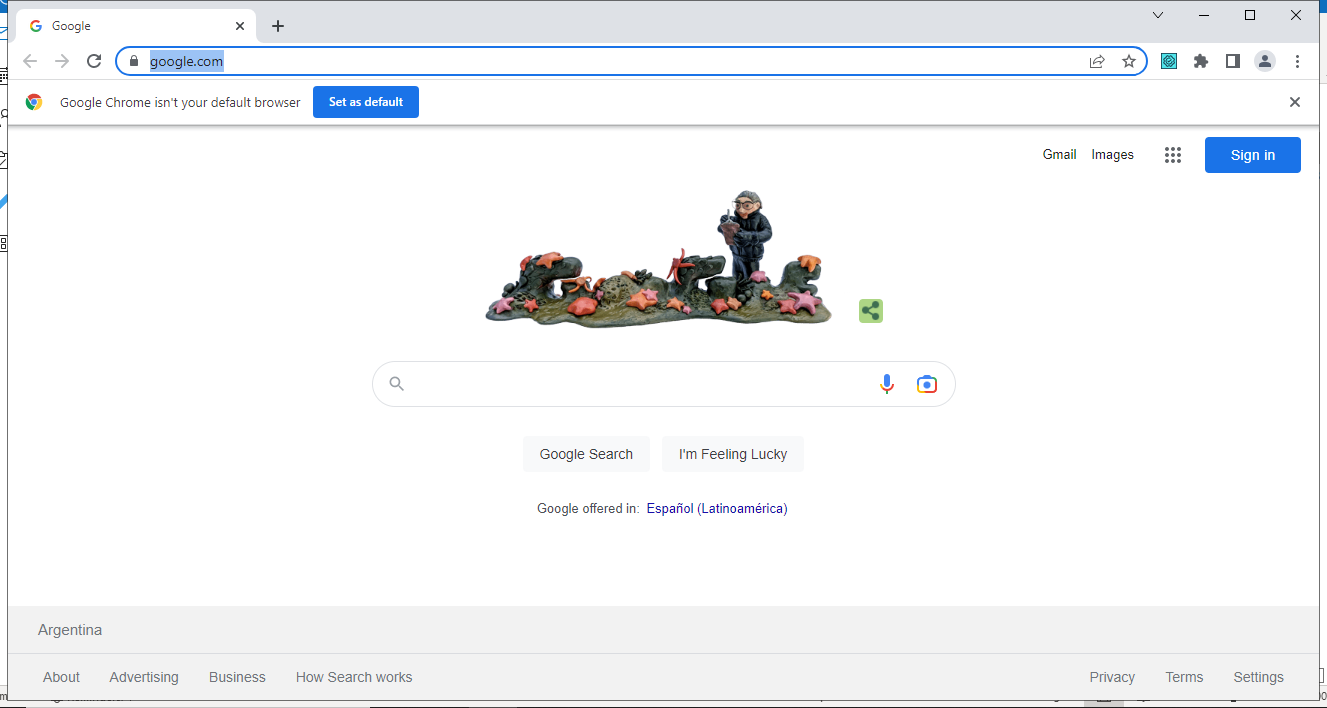 Google
google.com
Google Chrome isn't your default browser
Set as default
Gmail Images Sign in
Google Search I'm Feeling Lucky
Google offered in: Español (Latinoamérica)
Argentina
About Advertising Business How Search works Privacy Terms Settings